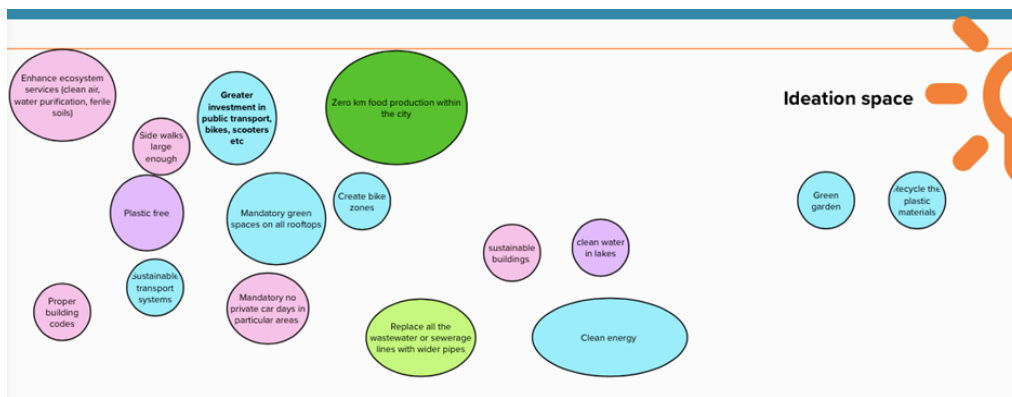 Enhance ecosystem
services (clean air,
water purification, ferile
soils)
Greater
investment in
public transport,
bikes, scooters
etc
Zero km food production within
the city
Ideation space
Side walks
large
enough
Plastic free
Mandatory green
spaces on all rooftops
Create bike
zones
Green
garden
Recycle the
plastic
materials
sustainable
buildings
clean water
in lakes
Sustainable
transport
systems
Proper
building
codes
Mandatory no
private car days in
particular areas
Replace all the
wastewater or sewerage
lines with wider pipes
Clean energy